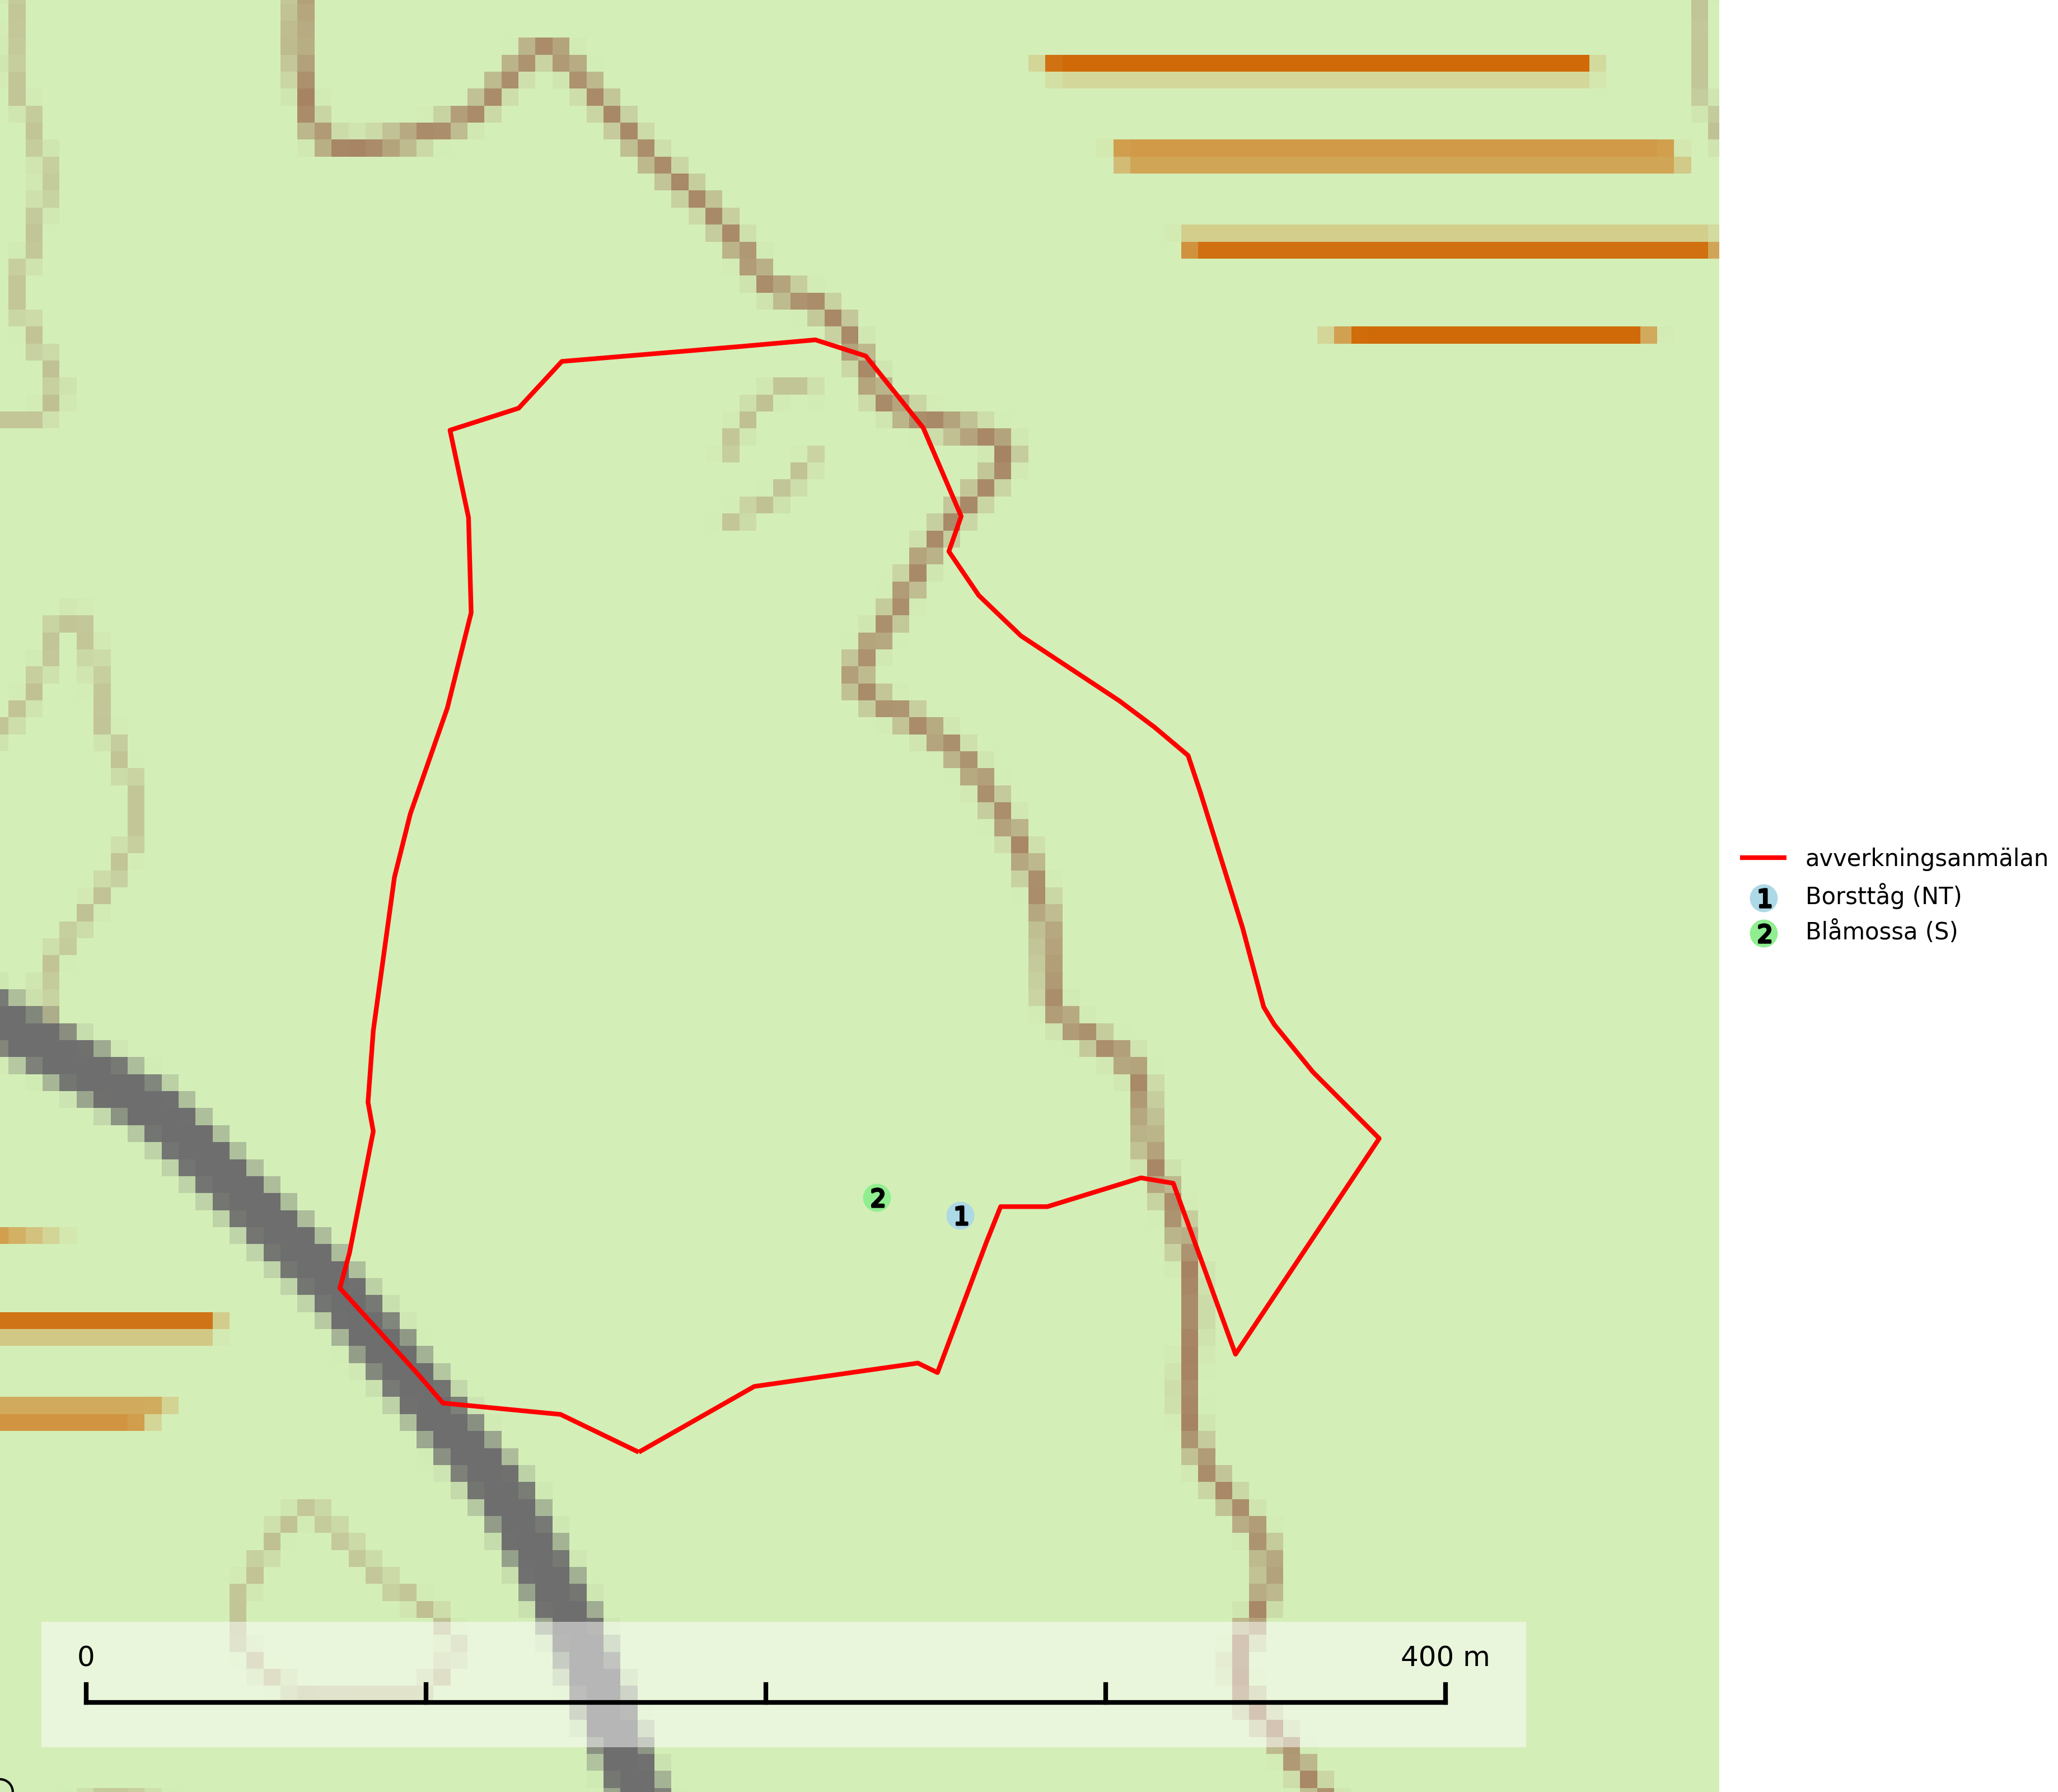 avverkningsanmälan
1 Borsttåg (NT)
2 Blåmossa (S)
2
1
0
400 m